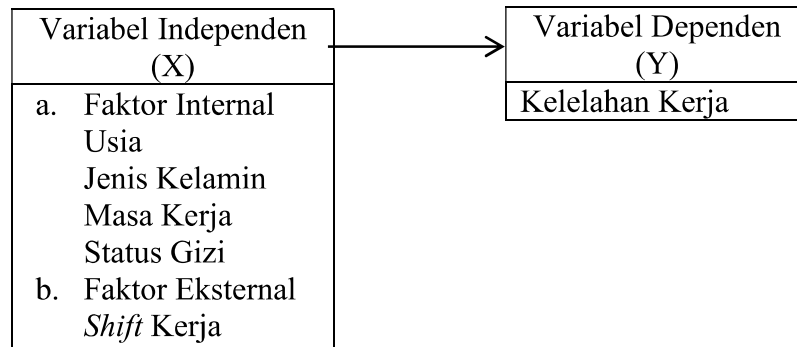 Variabel Independen
(X)
a. Faktor Internal
Usia
Jenis Kelamin
Masa Kerja
Status Gizi
b. Faktor Eksternal
Shift Kerja
Variabel Dependen
(Y)
Kelelahan Kerja